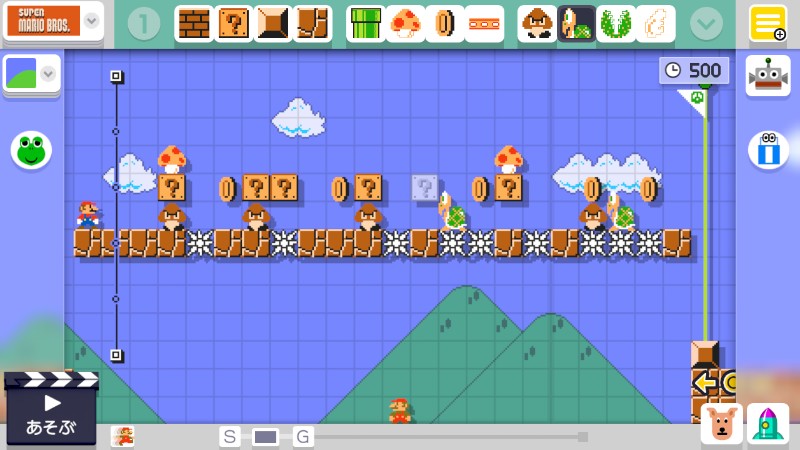 SUPER
MARIO BROS.
1
?
500
? ? ? ? ? ?
あそぶ
S G